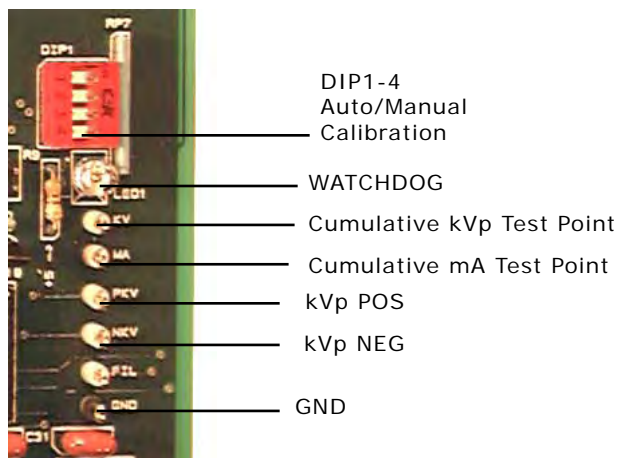 RP7
DIP1
DIP1-4
Auto/Manual
Calibration
R9
LED1
WATCHDOG
KV
Cumulative kVp Test Point
MA
Cumulative mA Test Point
PKV
kVp POS
NKV
kVp NEG
FIL
GND
GND
C31